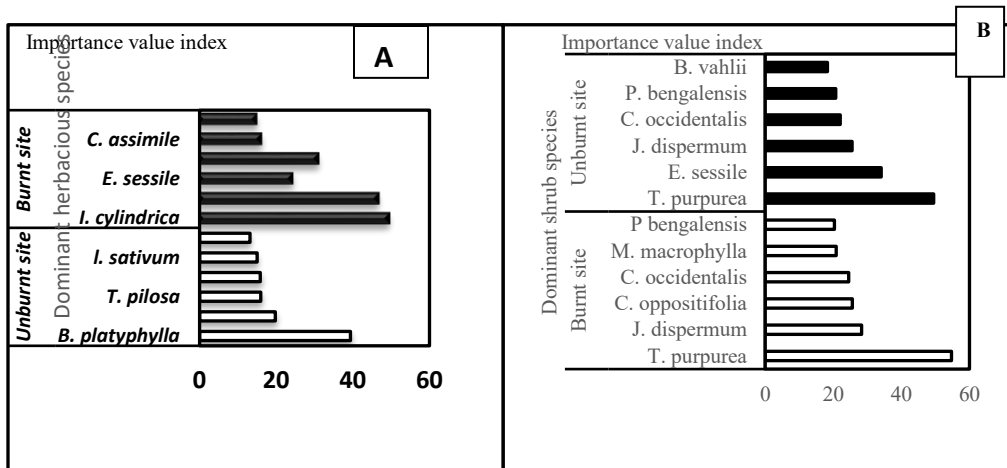 Importance value index
A
Dominant herbacious species
Burnt site
C. assimile
E. sessile
I. cylindrica
Unburnt site
I. sativum
T. pilosa
B. platyphylla
0 20 40 60
B
Importance value index
Dominant shrub species
Unburnt site
B. vahlii
P. bengalensis
C. occidentalis
J. dispermum
E. sessile
T. purpurea
Burnt site
P bengalensis
M. macrophylla
C. occidentalis
C. oppositifolia
J. dispermum
T. purpurea
0 20 40 60